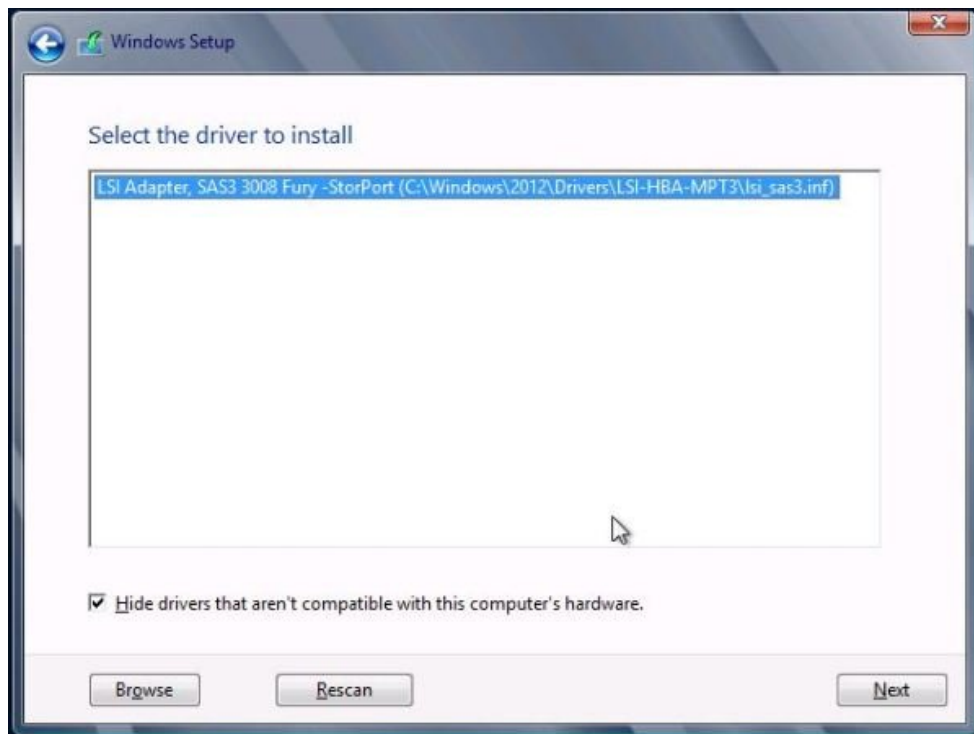 Windows Setup
Select the driver to install
LSI Adapter, SAS3 3008 Fury -StorPort (C:\Windows\2012\Drivers\LSI-HBA-MPT3\lsi_sas3.inf)
Hide drivers that aren't compatible with this computer's hardware.
Browse Rescan Next